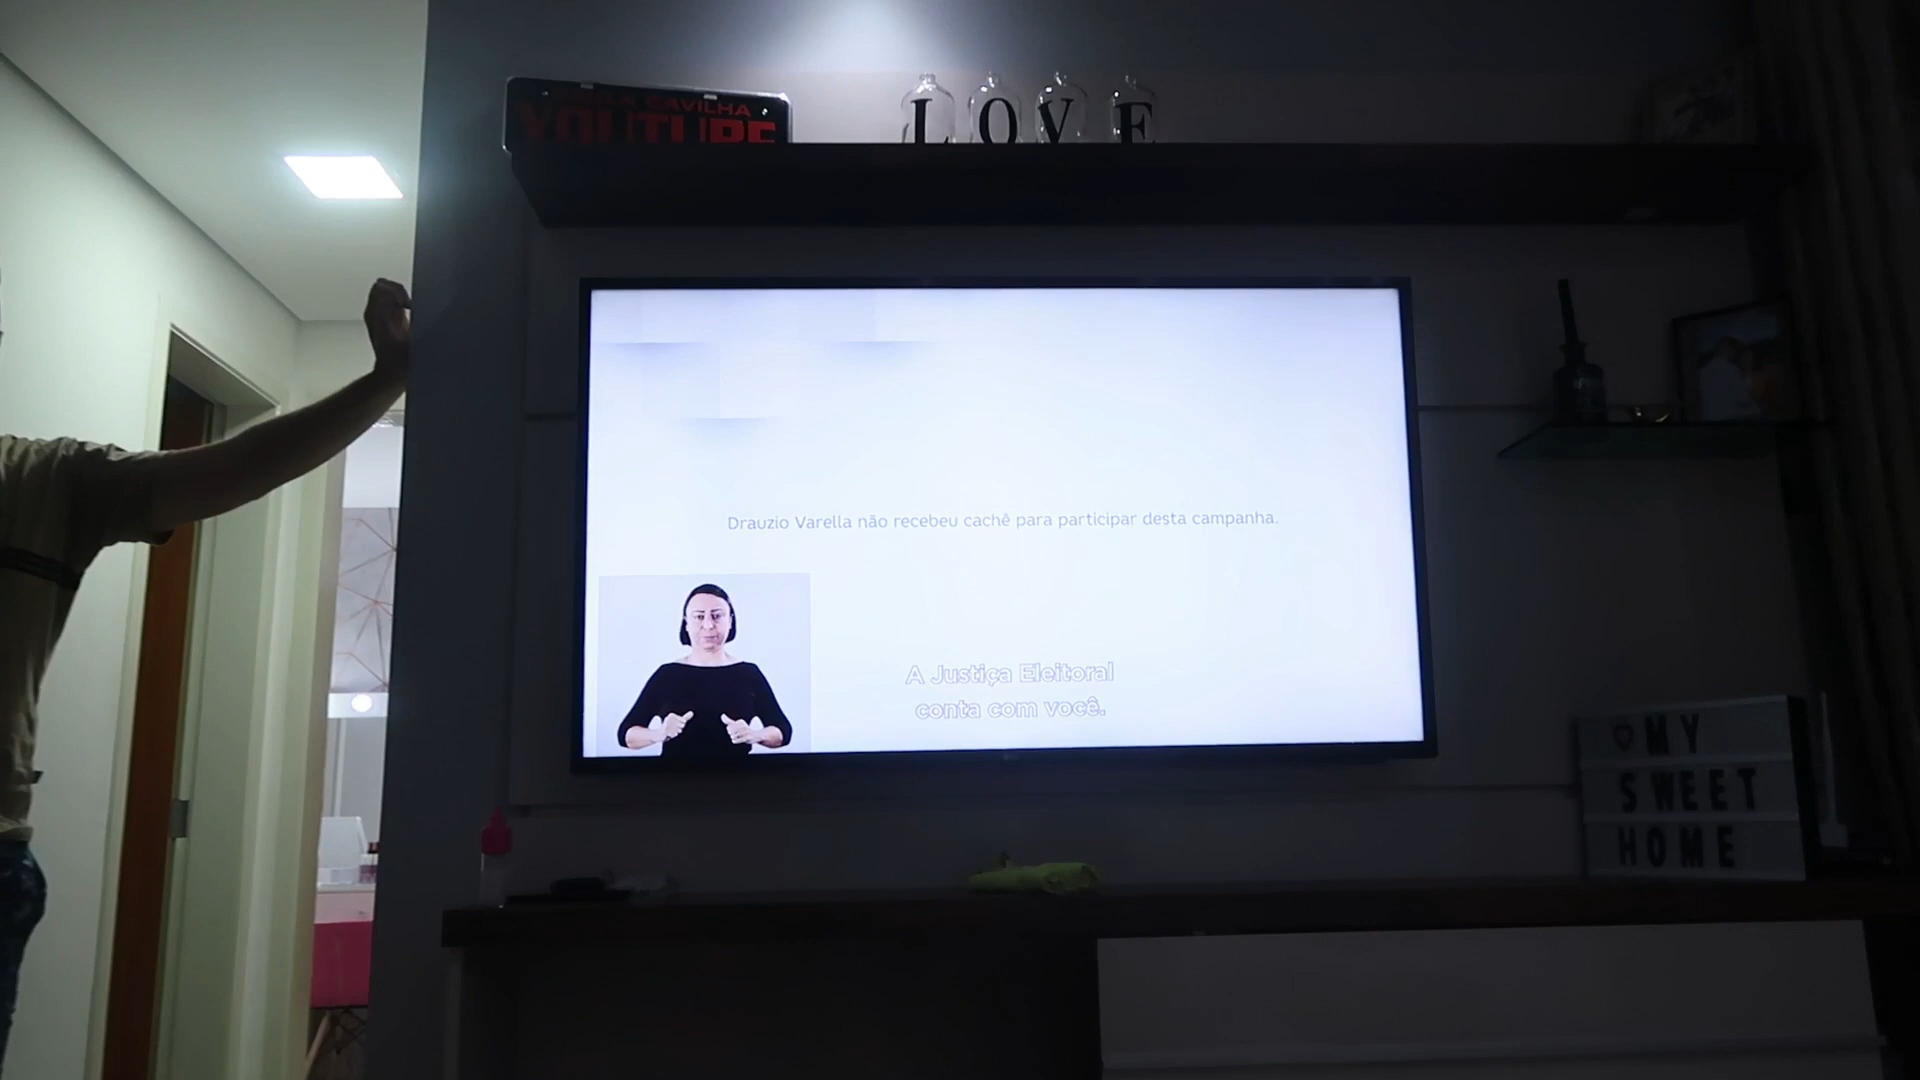 GAVILHA
YOUTUBE
LOVE
Drauzio Varella não recebeu cachê para participar desta campanha.
A Justiça Eleitoral
conta com você.
MY
SWEET
HOME